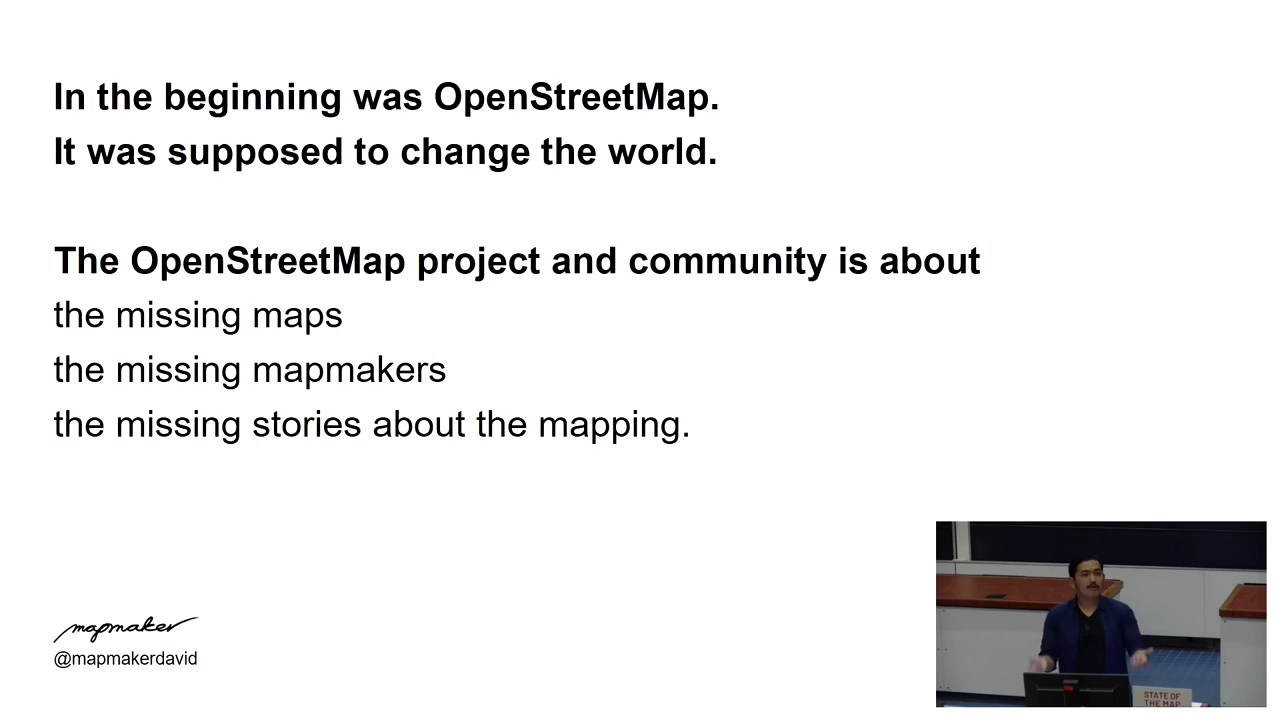 In the beginning was OpenStreetMap.
It was supposed to change the world.
The OpenStreetMap project and community is about
the missing maps
the missing mapmakers
the missing stories about the mapping.
mapmaker
@mapmakerdavid
STATE OF
THE MAP